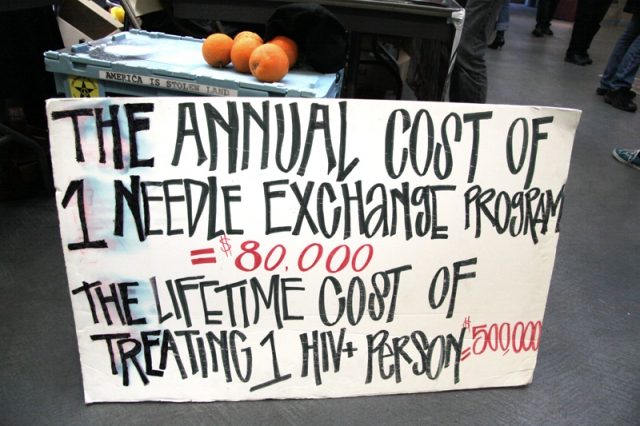 AMERICA IS STOLEN LAND
THE ANNUAL COST OF
1 NEEDLE EXCHANGE PROGRAM
= $80,000
THE LIFETIME COST OF
TREATING 1 HIV+ PERSON = $500,000